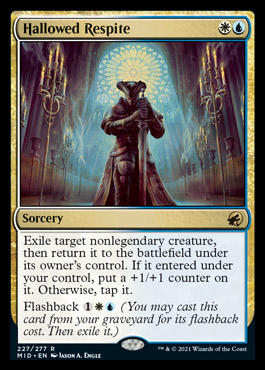 Hallowed Respite
Sorcery
Exile target nonlegendary creature,
then return it to the battlefield under
its owner's control. If it entered under
your control, put a +1/+1 counter on
it. Otherwise, tap it.
Flashback 1 (You may cast this
card from your graveyard for its flashback
cost. Then exile it.)
227/277 R
MID • EN JASON A. ENGLE
™ & © 2021 Wizards of the Coast